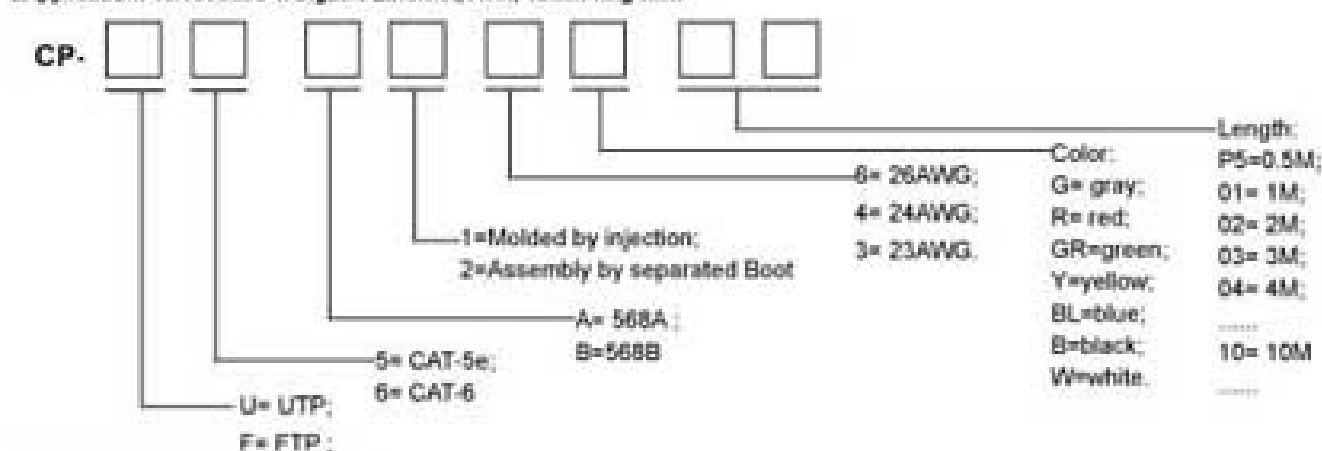 CP-
Length:
P5=0.5M;
01= 1M;
02= 2M;
03= 3M;
04= 4M;
......
10= 10M
......
Color:
G= gray;
R= red;
GR=green;
Y=yellow;
BL=blue;
B=black;
W=white.
6= 26AWG;
4= 24AWG;
3= 23AWG.
1=Molded by injection;
2=Assembly by separated Boot
A= 568A ;
B=568B
5= CAT-5e;
6= CAT-6
U= UTP;
F= FTP ;